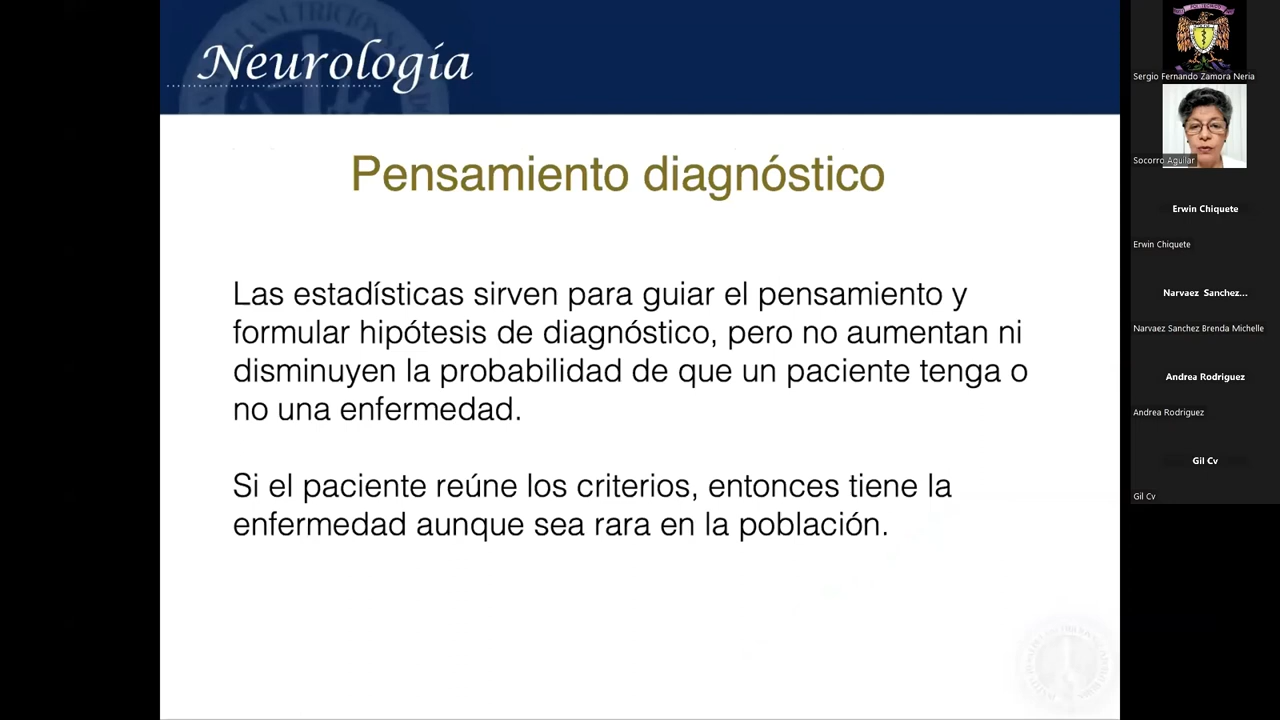 Neurología
Pensamiento diagnóstico
Las estadísticas sirven para guiar el pensamiento y
formular hipótesis de diagnóstico, pero no aumentan ni
disminuyen la probabilidad de que un paciente tenga o
no una enfermedad.
Si el paciente reúne los criterios, entonces tiene la
enfermedad aunque sea rara en la población.
Sergio Fernando Zamora Neria
Socorro Aguilar
Erwin Chiquete
Erwin Chiquete
Narvaez Sanchez...
Narvaez Sanchez Brenda Michelle
Andrea Rodriguez
Andrea Rodriguez
Gil Cv
Gil Cv